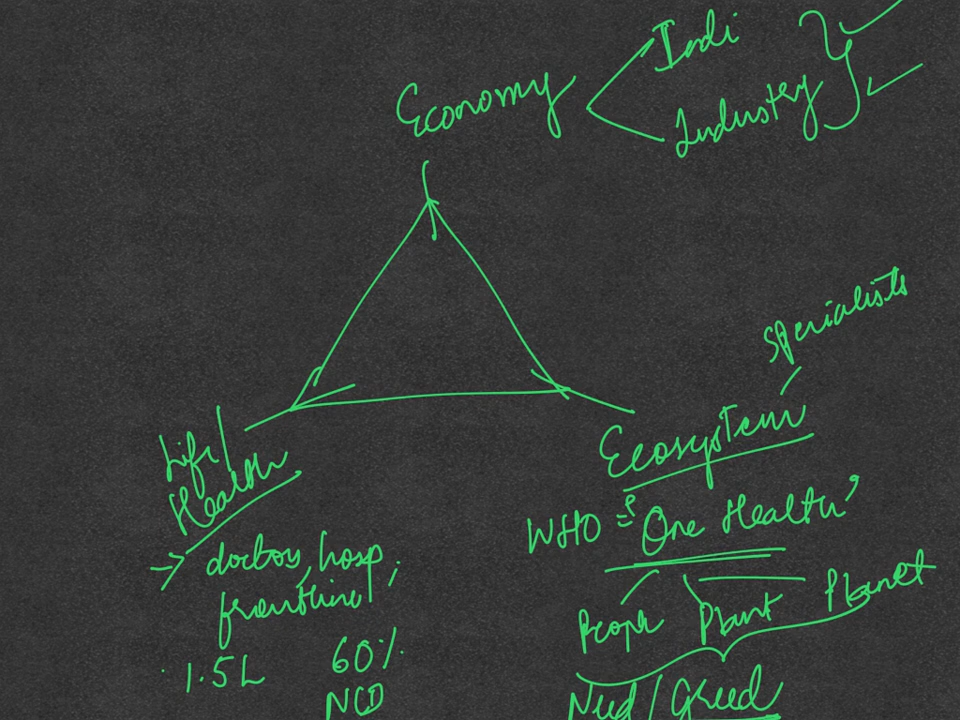 Indi
Economy
Industry
specialists
Life/
Health
Ecosystem
WHO = "One Health"
→ doctors, hosp,
frontline
People Plant Planet
1.5L 60%
NCD
Need/Greed